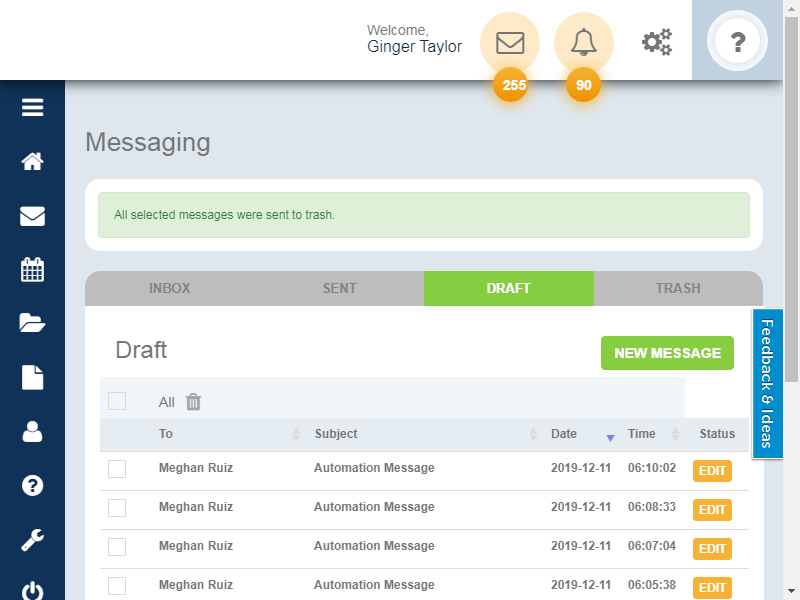 Welcome,
Ginger Taylor
255
90
?
Messaging
All selected messages were sent to trash.
INBOX SENT DRAFT TRASH
Draft
NEW MESSAGE
Feedback & Ideas
All
To Subject Date Time Status
Meghan Ruiz Automation Message 2019-12-11 06:10:02 EDIT
Meghan Ruiz Automation Message 2019-12-11 06:08:33 EDIT
Meghan Ruiz Automation Message 2019-12-11 06:07:04 EDIT
Meghan Ruiz Automation Message 2019-12-11 06:05:38 EDIT